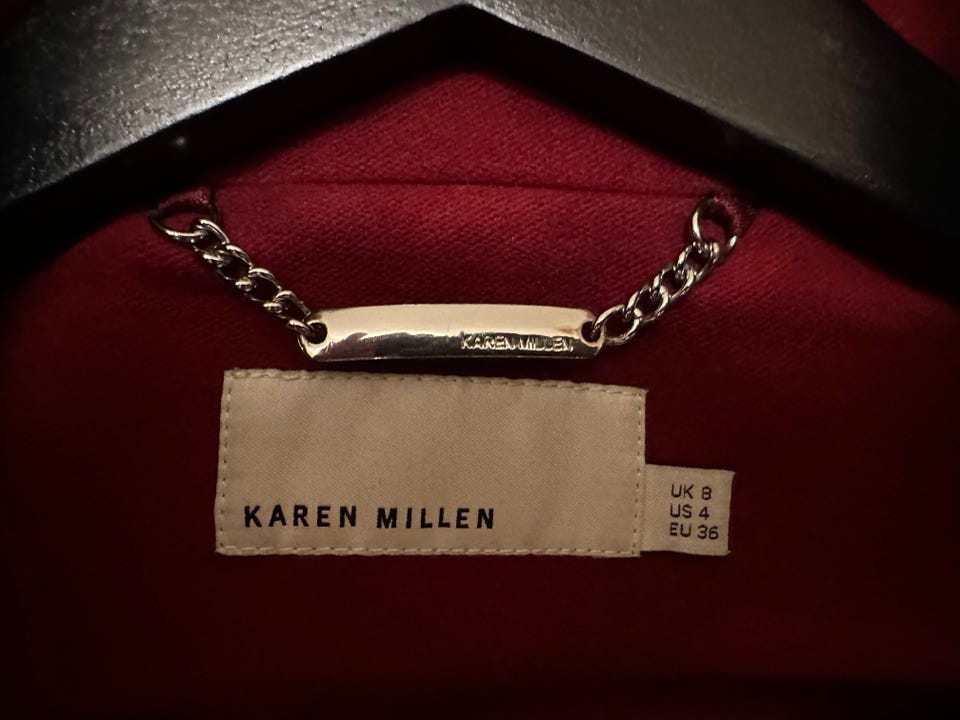 KAREN MILLEN
KAREN MILLEN
UK 8
US 4
EU 36